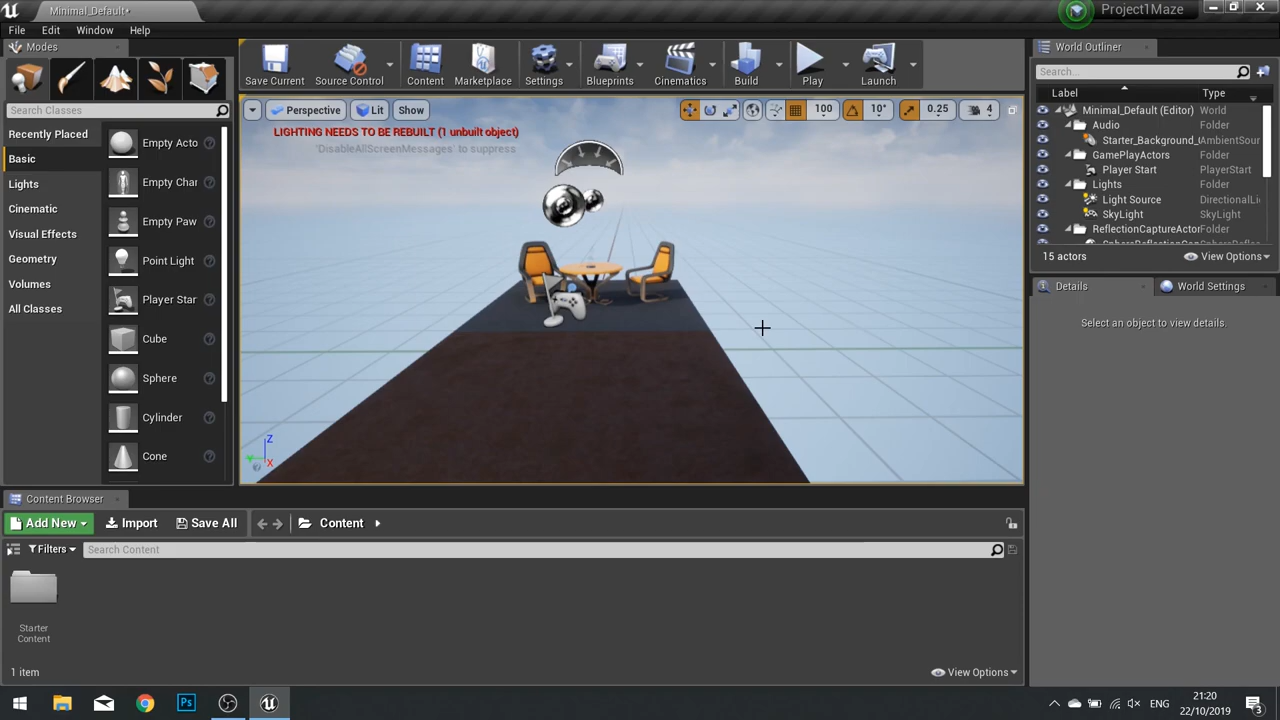 Minimal_Default*
Project1Maze
File Edit Window Help
Modes
World Outliner
Save Current
Source Control
Content
Marketplace
Settings
Blueprints
Cinematics
Build
Play
Launch
Search...
Search Classes
Label
Type
Perspective
Lit
Show
100
10°
0.25
4
LIGHTING NEEDS TO BE REBUILT (1 unbuilt object)
'DisableAllScreenMessages' to suppress
Recently Placed
Basic
Lights
Cinematic
Visual Effects
Geometry
Volumes
All Classes
Empty Acto
Empty Char
Empty Paw
Point Light
Player Star
Cube
Sphere
Cylinder
Cone
Minimal_Default (Editor) World
Audio Folder
Starter_Background_ AmbientSour
GamePlayActors Folder
Player Start PlayerStart
Lights Folder
Light Source DirectionalLi
SkyLight SkyLight
ReflectionCaptureActor Folder
15 actors
View Options
Details
World Settings
Select an object to view details.
Z
Y
X
Content Browser
Add New
Import
Save All
Content
Filters
Search Content
Starter
Content
1 item
View Options
Ps
ENG
21:20
22/10/2019
3